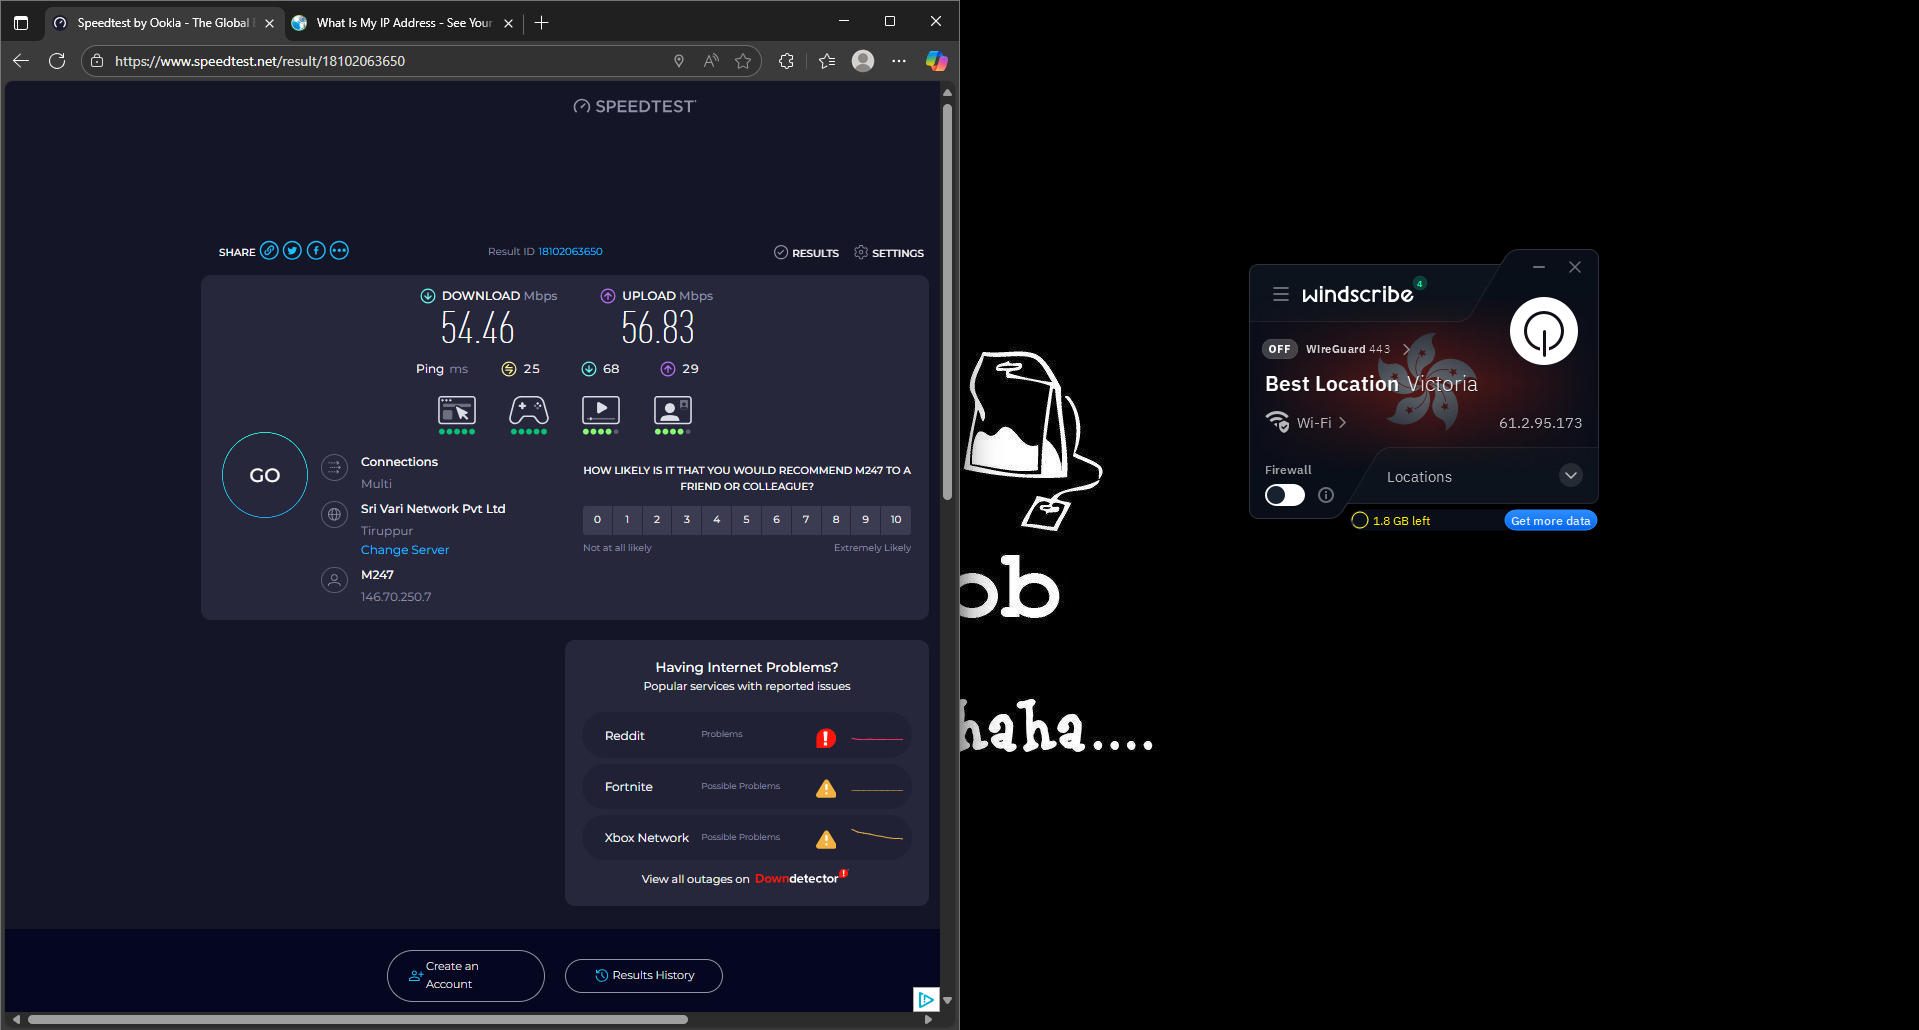 Speedtest by Ookla - The Global
What Is My IP Address - See Your
https://www.speedtest.net/result/18102063650
SPEEDTEST
SHARE
Result ID 18102063650
RESULTS
SETTINGS
DOWNLOAD Mbps
54.46
UPLOAD Mbps
56.83
Ping ms
25
68
29
GO
Connections
Multi
Sri Vari Network Pvt Ltd
Tiruppur
Change Server
M247
146.70.250.7
HOW LIKELY IS IT THAT YOU WOULD RECOMMEND M247 TO A
FRIEND OR COLLEAGUE?
0 1 2 3 4 5 6 7 8 9 10
Not at all likely
Extremely Likely
Having Internet Problems?
Popular services with reported issues
Reddit Problems
Fortnite Possible Problems
Xbox Network Possible Problems
View all outages on Downdetector
Create an
Account
Results History
windscribe 4
OFF WireGuard 443
Best Location Victoria
Wi-Fi
61.2.95.173
Firewall
Locations
1.8 GB left
Get more data
ob
haha....